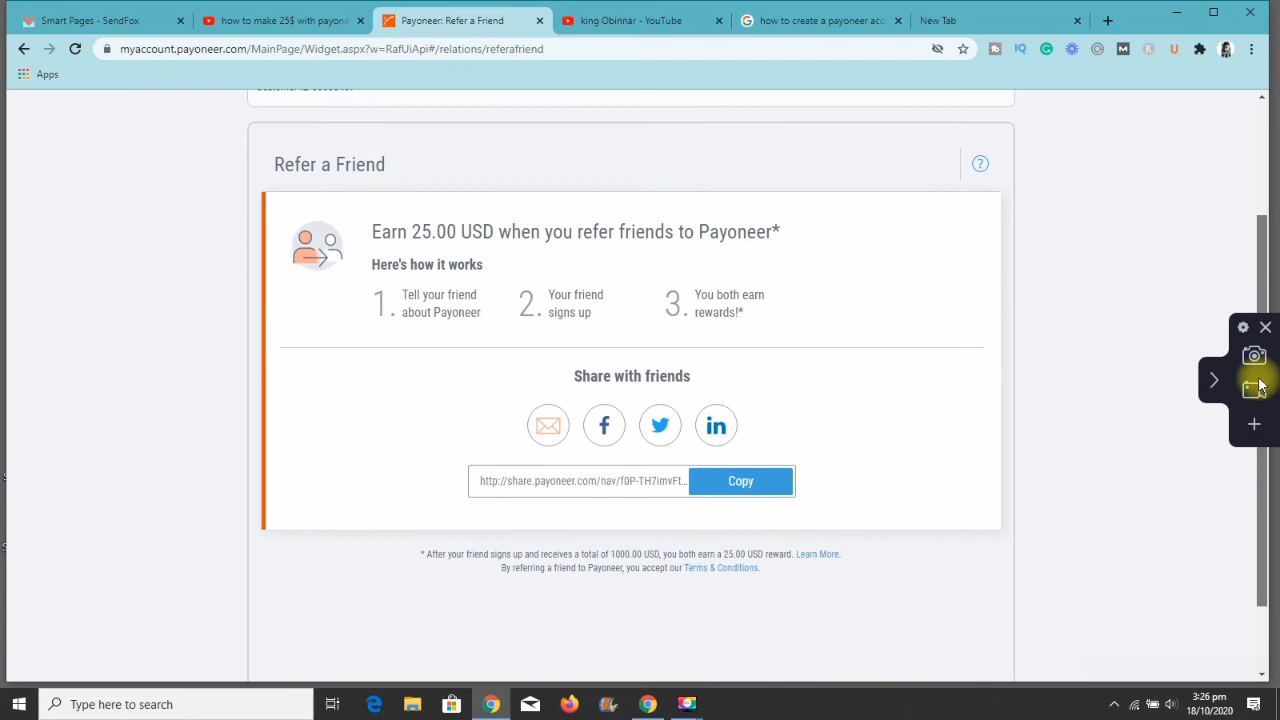 Smart Pages - SendFox
how to make 25$ with payone
Payoneer: Refer a Friend
king Obinnar - YouTube
how to create a payoneer acc
New Tab
myaccount.payoneer.com/MainPage/Widget.aspx?w=RafUiApi#/relations/referafriend
Apps
Refer a Friend
?
Earn 25.00 USD when you refer friends to Payoneer*
Here's how it works
1. Tell your friend about Payoneer
2. Your friend signs up
3. You both earn rewards!*
Share with friends
http://share.payoneer.com/nav/f0P-TH7imvFt...
Copy
* After your friend signs up and receives a total of 1000.00 USD, you both earn a 25.00 USD reward. Learn More.
By referring a friend to Payoneer, you accept our Terms & Conditions.
Type here to search
3:26 pm
18/10/2020